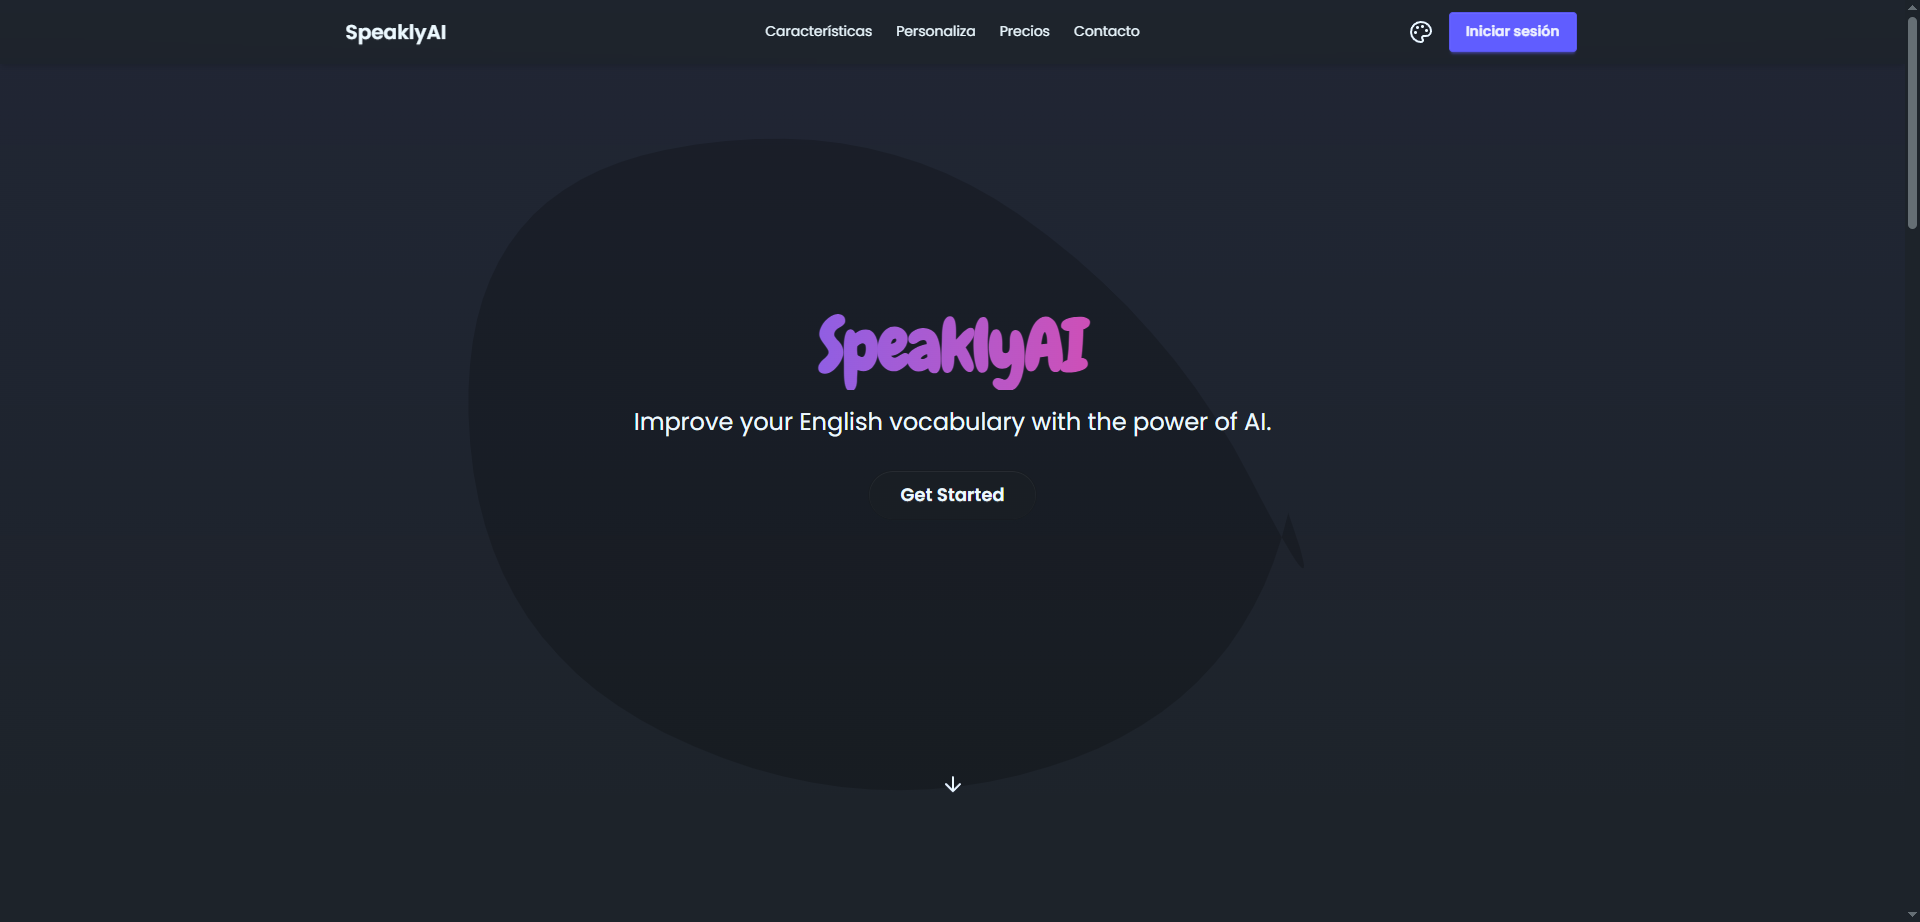 SpeaklyAI
Características Personaliza Precios Contacto
Iniciar sesión
SpeaklyAI
Improve your English vocabulary with the power of AI.
Get Started